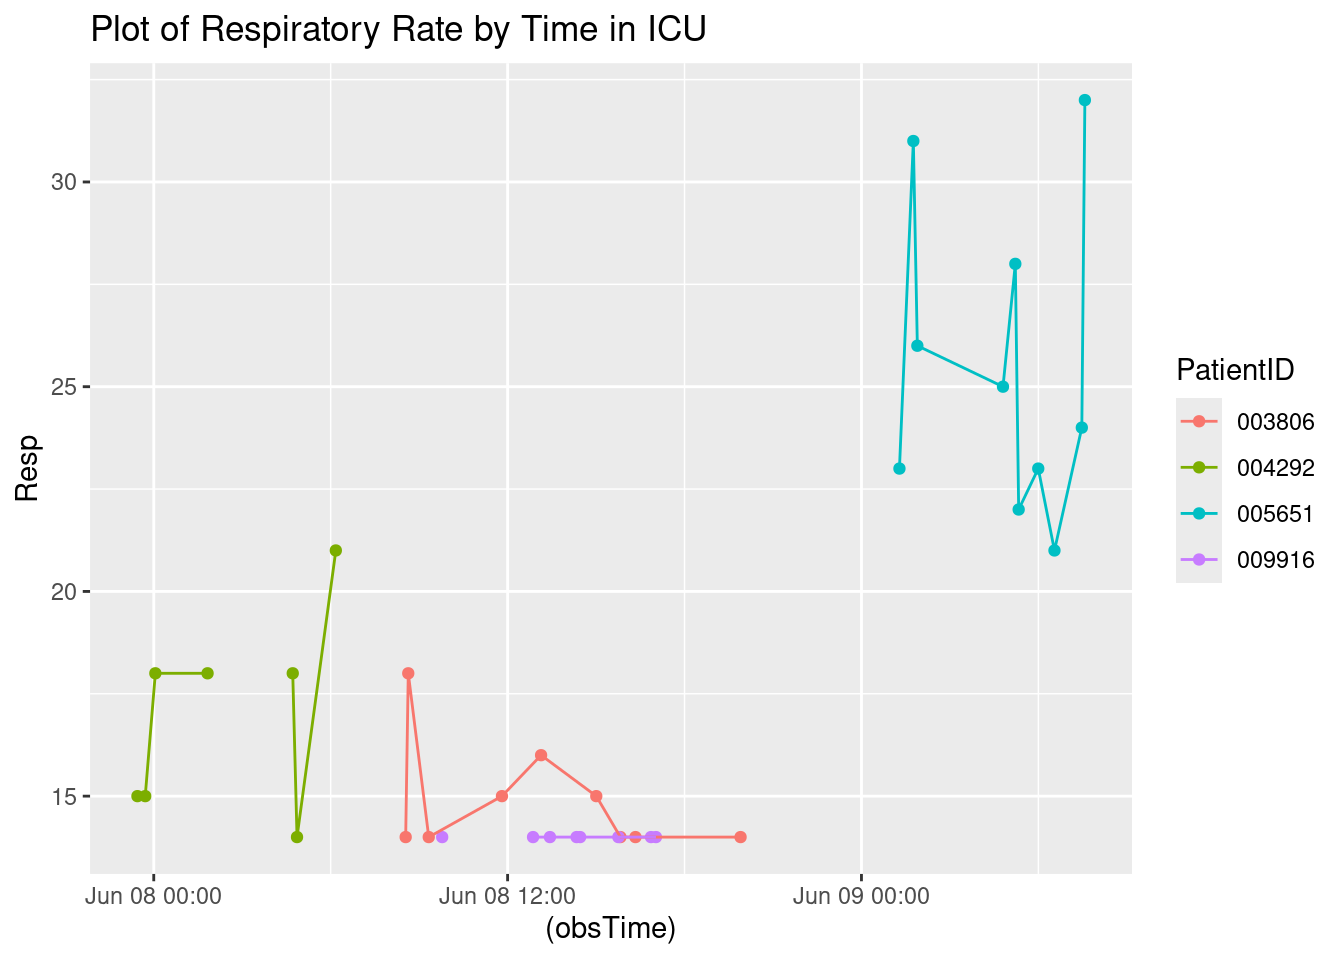 Plot of Respiratory Rate by Time in ICU
30
25
20
15
Resp
Jun 08 00:00
Jun 08 12:00
Jun 09 00:00
(obsTime)
PatientID
003806
004292
005651
009916